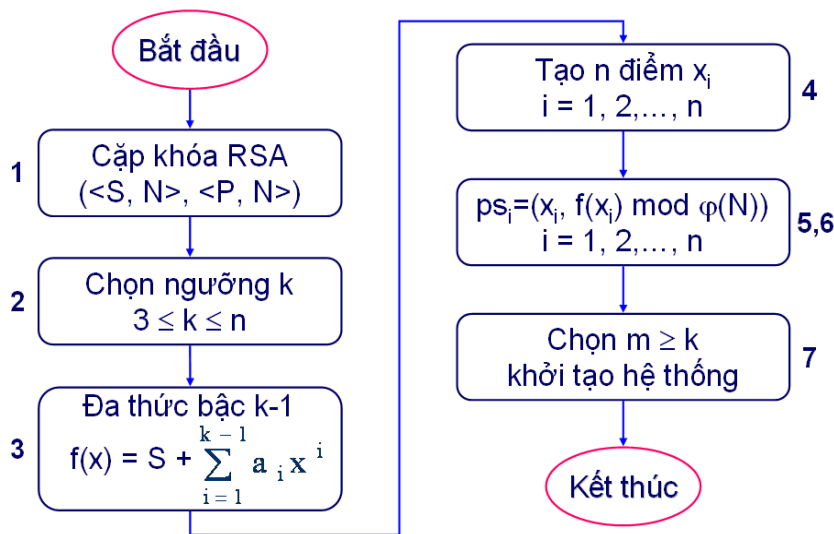 Bắt đầu
1
Cặp khóa RSA
(<S, N>, <P, N>)
2
Chọn ngưỡng k
3 ≤ k ≤ n
3
Đa thức bậc k-1
k - 1
f(x) = S + ∑ a i x i
i = 1
Tạo n điểm xi
i = 1, 2,…, n
4
psi=(xi, f(xi) mod φ(N))
i = 1, 2,…, n
5,6
Chọn m ≥ k
khởi tạo hệ thống
7
Kết thúc